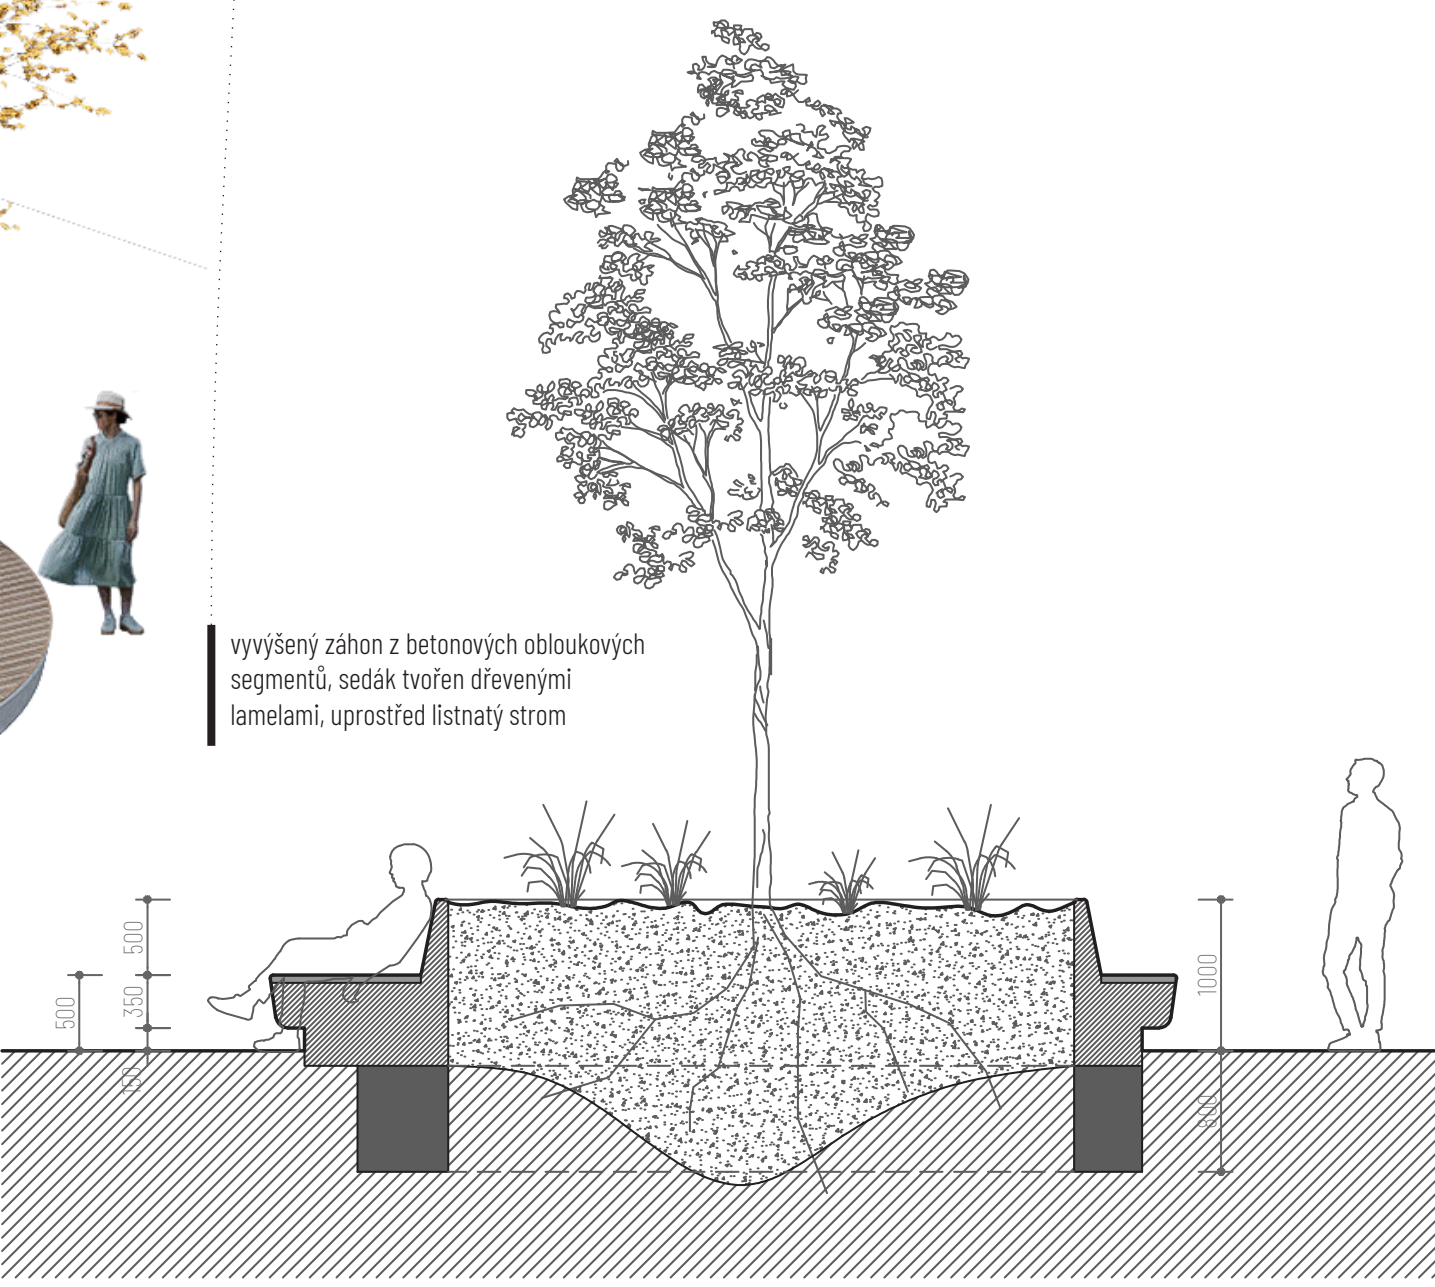 vyvýšený záhon z betonových obloukových
segmentů, sedák tvořen dřevenými
lamelami, uprostřed listnatý strom
500
500
350
150
1000
800